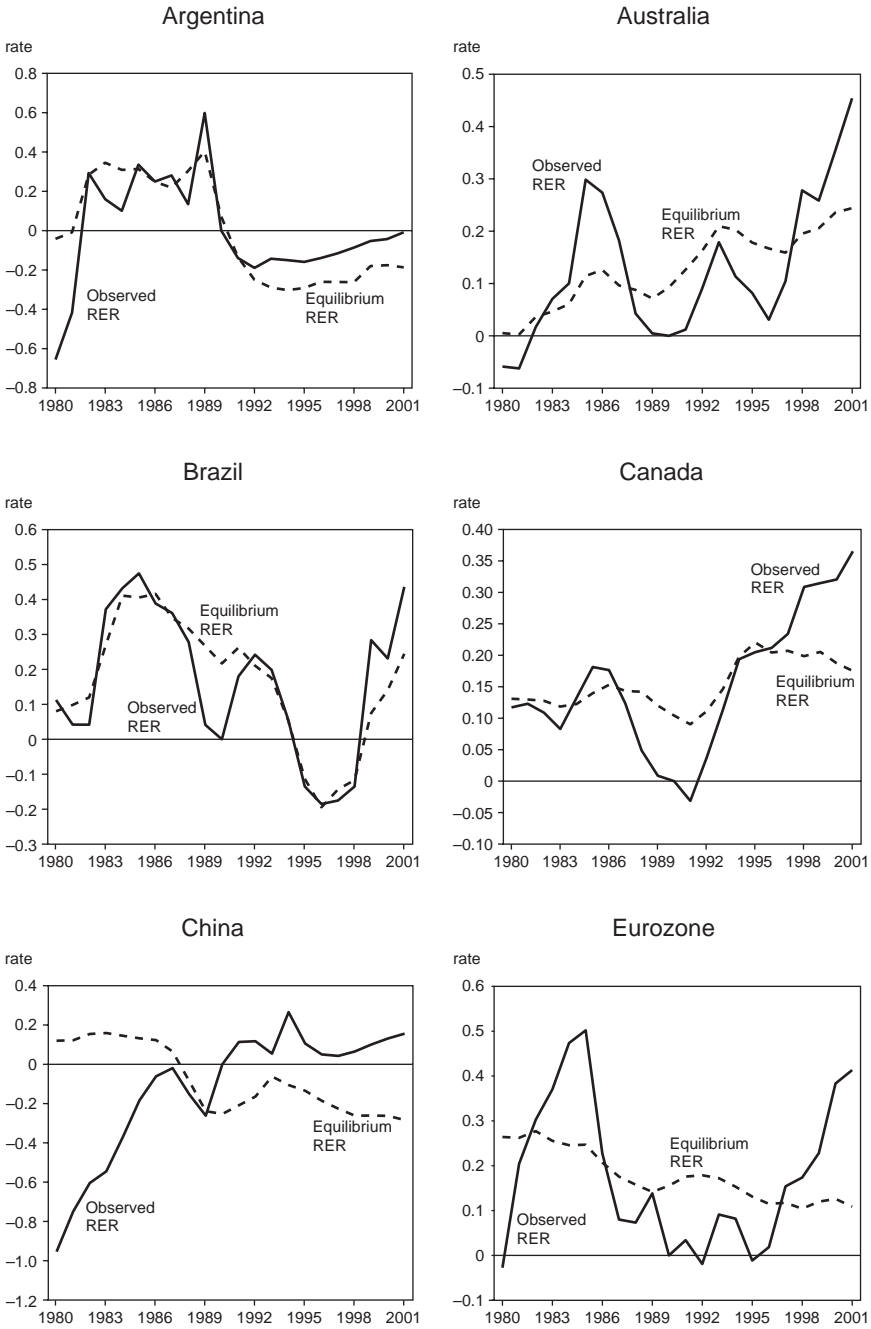 Argentina
rate
0.8
0.6
0.4
0.2
0
–0.2
–0.4
–0.6
–0.8
Observed
RER
Equilibrium
RER
1980 1983 1986 1989 1992 1995 1998 2001
Australia
rate
0.5
0.4
0.3
0.2
0.1
0
–0.1
Observed
RER
Equilibrium
RER
1980 1983 1986 1989 1992 1995 1998 2001
Brazil
rate
0.6
0.5
0.4
0.3
0.2
0.1
0
–0.1
–0.2
–0.3
Equilibrium
RER
Observed
RER
1980 1983 1986 1989 1992 1995 1998 2001
Canada
rate
0.40
0.35
0.30
0.25
0.20
0.15
0.10
0.05
0
–0.05
–0.10
Observed
RER
Equilibrium
RER
1980 1983 1986 1989 1992 1995 1998 2001
China
rate
0.4
0.2
0
–0.2
–0.4
–0.6
–0.8
–1.0
–1.2
Equilibrium
RER
Observed
RER
1980 1983 1986 1989 1992 1995 1998 2001
Eurozone
rate
0.6
0.5
0.4
0.3
0.2
0.1
0
–0.1
Equilibrium
RER
Observed
RER
1980 1983 1986 1989 1992 1995 1998 2001